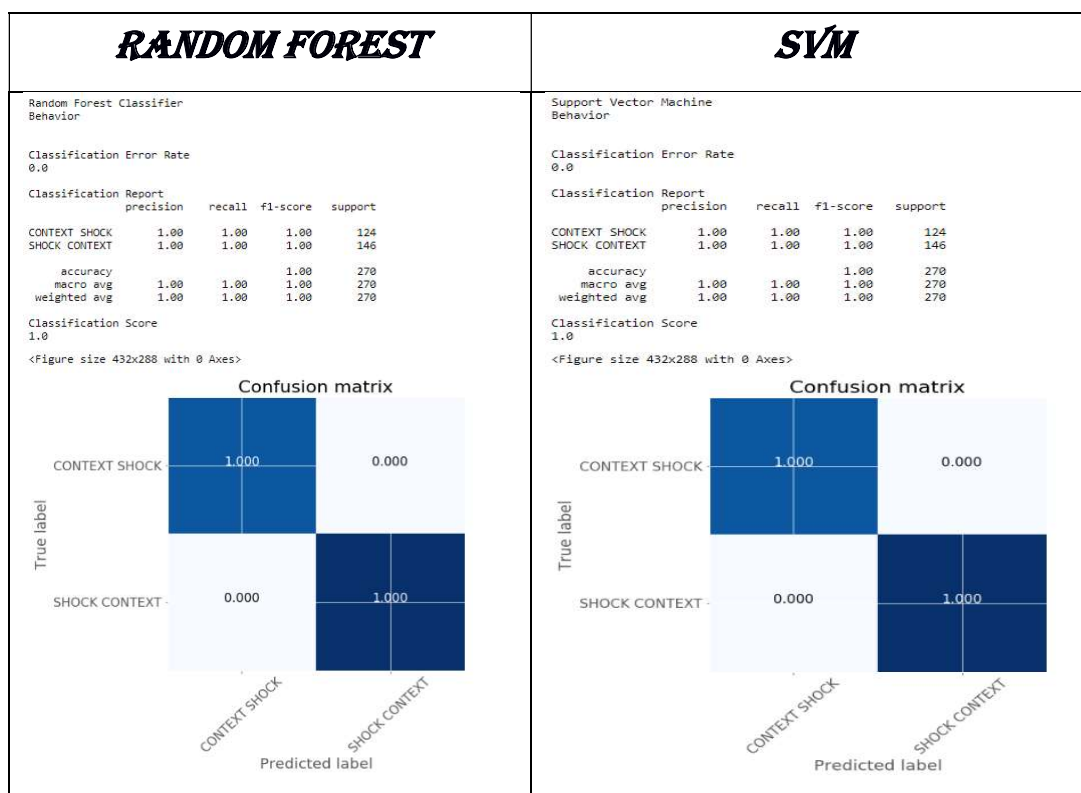 RANDOM FOREST
Random Forest Classifier
Behavior
Classification Error Rate
0.0
Classification Report
precision recall f1-score support
CONTEXT SHOCK 1.00 1.00 1.00 124
SHOCK CONTEXT 1.00 1.00 1.00 146
accuracy 1.00 270
macro avg 1.00 1.00 1.00 270
weighted avg 1.00 1.00 1.00 270
Classification Score
1.0
<Figure size 432x288 with 0 Axes>
Confusion matrix
CONTEXT SHOCK 1.000 0.000
True label
SHOCK CONTEXT 0.000 1.000
CONTEXT SHOCK SHOCK CONTEXT
Predicted label
SVM
Support Vector Machine
Behavior
Classification Error Rate
0.0
Classification Report
precision recall f1-score support
CONTEXT SHOCK 1.00 1.00 1.00 124
SHOCK CONTEXT 1.00 1.00 1.00 146
accuracy 1.00 270
macro avg 1.00 1.00 1.00 270
weighted avg 1.00 1.00 1.00 270
Classification Score
1.0
<Figure size 432x288 with 0 Axes>
Confusion matrix
CONTEXT SHOCK 1.000 0.000
True label
SHOCK CONTEXT 0.000 1.000
CONTEXT SHOCK SHOCK CONTEXT
Predicted label